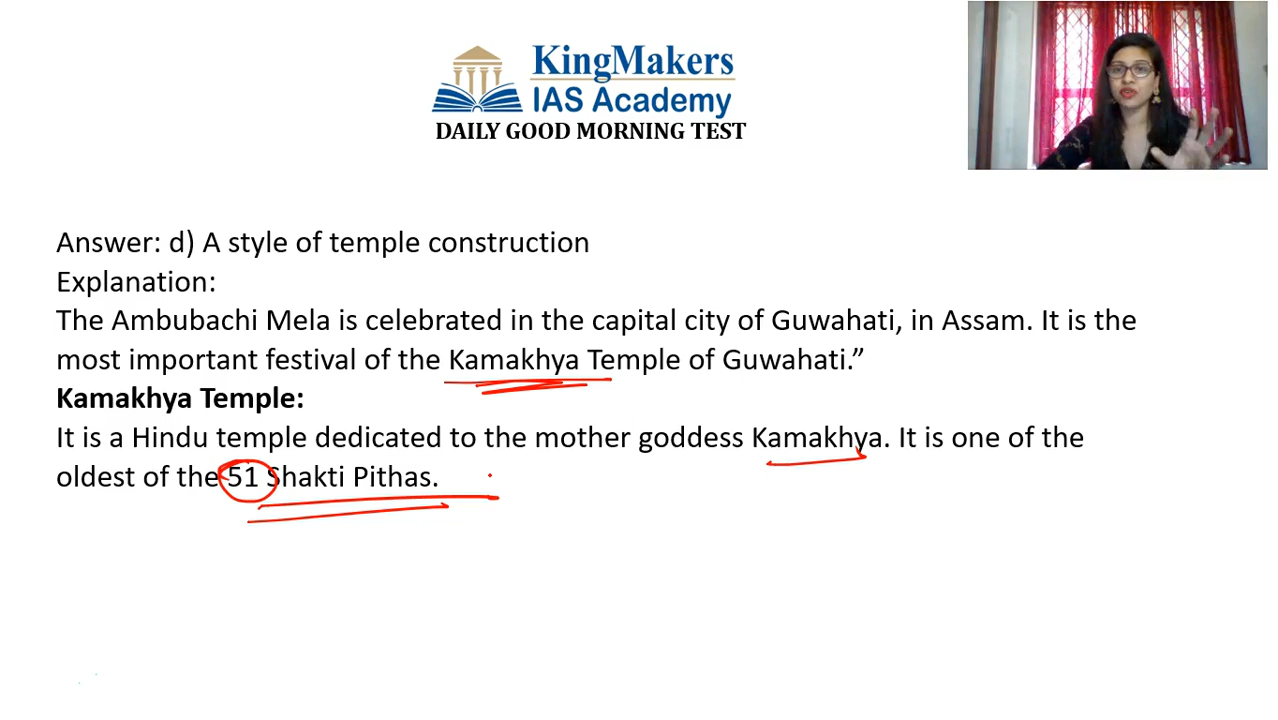 KingMakers
IAS Academy
DAILY GOOD MORNING TEST
Answer: d) A style of temple construction
Explanation:
The Ambubachi Mela is celebrated in the capital city of Guwahati, in Assam. It is the
most important festival of the Kamakhya Temple of Guwahati.”
Kamakhya Temple:
It is a Hindu temple dedicated to the mother goddess Kamakhya. It is one of the
oldest of the 51 Shakti Pithas.